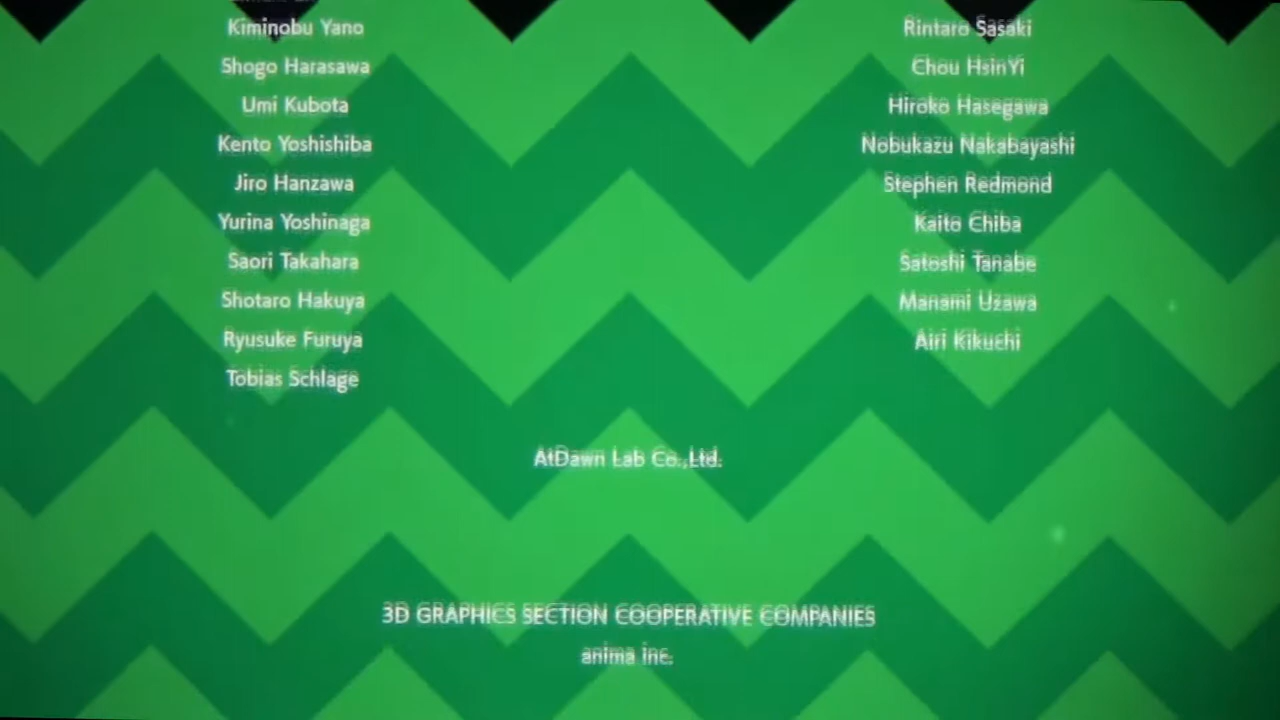 Kiminobu Yano
Shogo Harasawa
Umi Kubota
Kento Yoshishiba
Jiro Hanzawa
Yurina Yoshinaga
Saori Takahara
Shotaro Hakuya
Ryusuke Furuya
Tobias Schlage
Rintaro Sasaki
Chou HsinYi
Hiroko Hasegawa
Nobukazu Nakabayashi
Stephen Redmond
Kaito Chiba
Satoshi Tanabe
Manami Uzawa
Airi Kikuchi
AtDawn Lab Co.,Ltd.
3D GRAPHICS SECTION COOPERATIVE COMPANIES
anima inc.